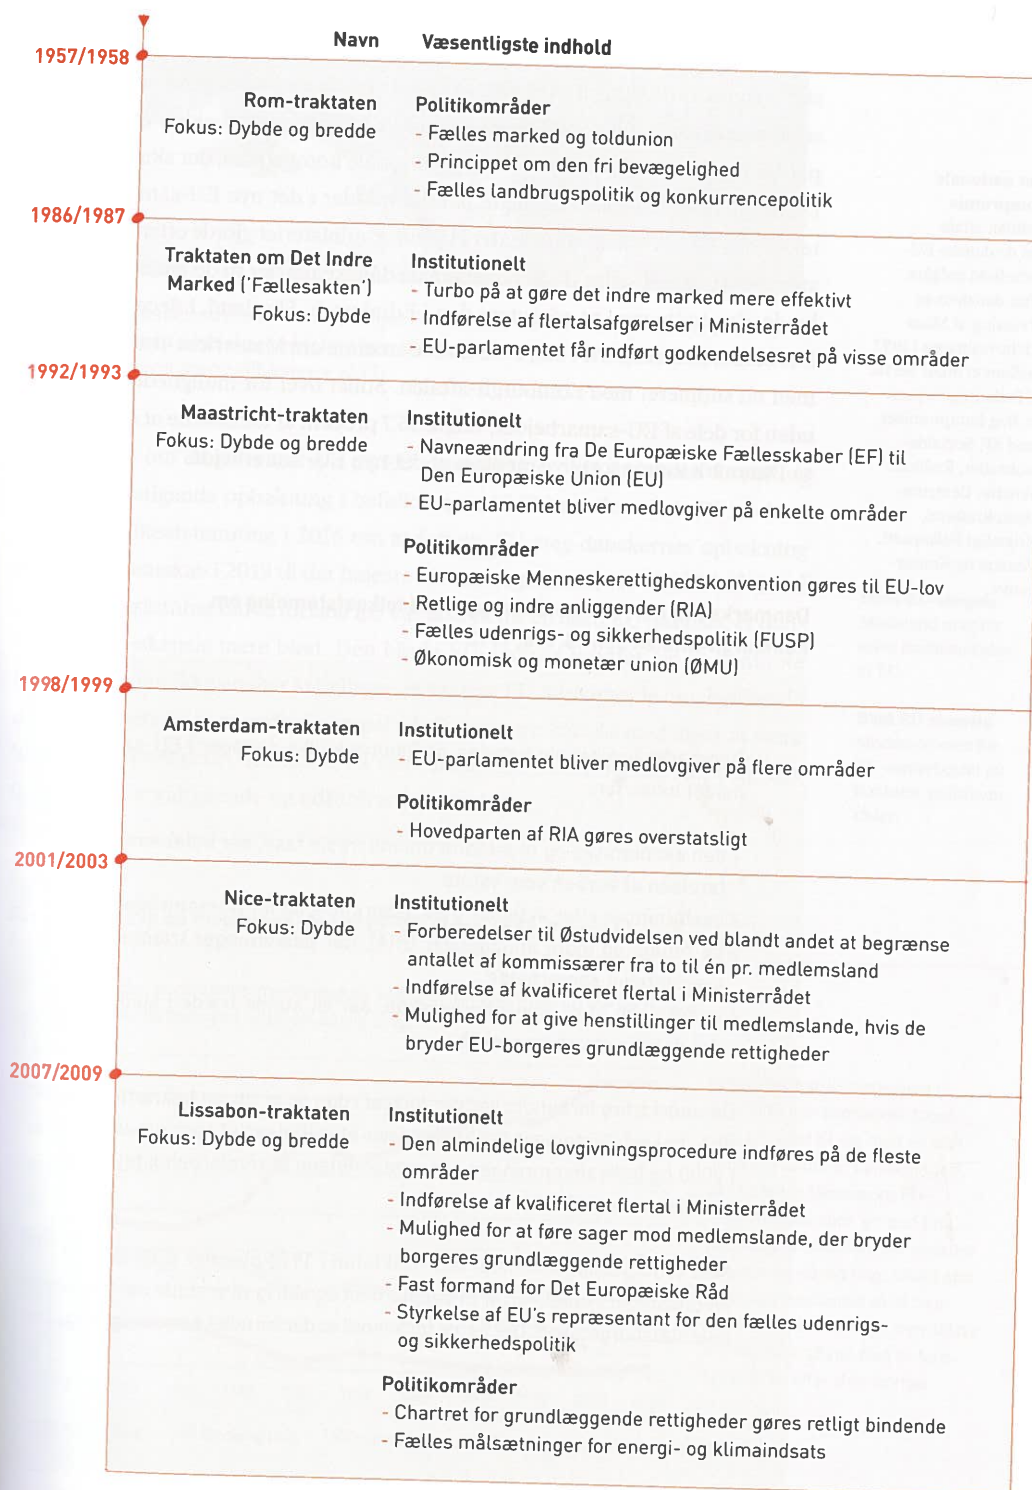 Navn Væsentligste indhold
1957/1958
Rom-traktaten
Fokus: Dybde og bredde
Politikområder
- Fælles marked og toldunion
- Princippet om den fri bevægelighed
- Fælles landbrugspolitik og konkurrencepolitik
1986/1987
Traktaten om Det Indre
Marked ('Fællesakten')
Fokus: Dybde
Institutionelt
- Turbo på at gøre det indre marked mere effektivt
- Indførelse af flertalsafgørelser i Ministerrådet
- EU-parlamentet får indført godkendelsesret på visse områder
1992/1993
Maastricht-traktaten
Fokus: Dybde og bredde
Institutionelt
- Navneændring fra De Europæiske Fællesskaber (EF) til
Den Europæiske Union (EU)
- EU-parlamentet bliver medlovgiver på enkelte områder
Politikområder
- Europæiske Menneskerettighedskonvention gøres til EU-lov
- Retlige og indre anliggender (RIA)
- Fælles udenrigs- og sikkerhedspolitik (FUSP)
- Økonomisk og monetær union (ØMU)
1998/1999
Amsterdam-traktaten
Fokus: Dybde
Institutionelt
- EU-parlamentet bliver medlovgiver på flere områder
Politikområder
- Hovedparten af RIA gøres overstatsligt
2001/2003
Nice-traktaten
Fokus: Dybde
Institutionelt
- Forberedelser til Østudvidelsen ved blandt andet at begrænse
antallet af kommissærer fra to til én pr. medlemsland
- Indførelse af kvalificeret flertal i Ministerrådet
- Mulighed for at give henstillinger til medlemslande, hvis de
bryder EU-borgeres grundlæggende rettigheder
2007/2009
Lissabon-traktaten
Fokus: Dybde og bredde
Institutionelt
- Den almindelige lovgivningsprocedure indføres på de fleste
områder
- Indførelse af kvalificeret flertal i Ministerrådet
- Mulighed for at føre sager mod medlemslande, der bryder
borgeres grundlæggende rettigheder
- Fast formand for Det Europæiske Råd
- Styrkelse af EU's repræsentant for den fælles udenrigs-
og sikkerhedspolitik
Politikområder
- Chartret for grundlæggende rettigheder gøres retligt bindende
- Fælles målsætninger for energi- og klimaindsats